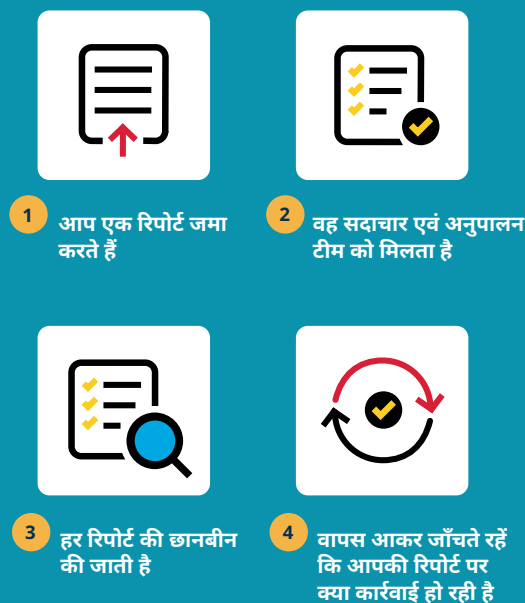 1
आप एक रिपोर्ट जमा
करते हैं
2
वह सदाचार एवं अनुपालन
टीम को मिलता है
3
हर रिपोर्ट की छानबीन
की जाती है
4
वापस आकर जाँचते रहें
कि आपकी रिपोर्ट पर
क्या कार्रवाई हो रही है